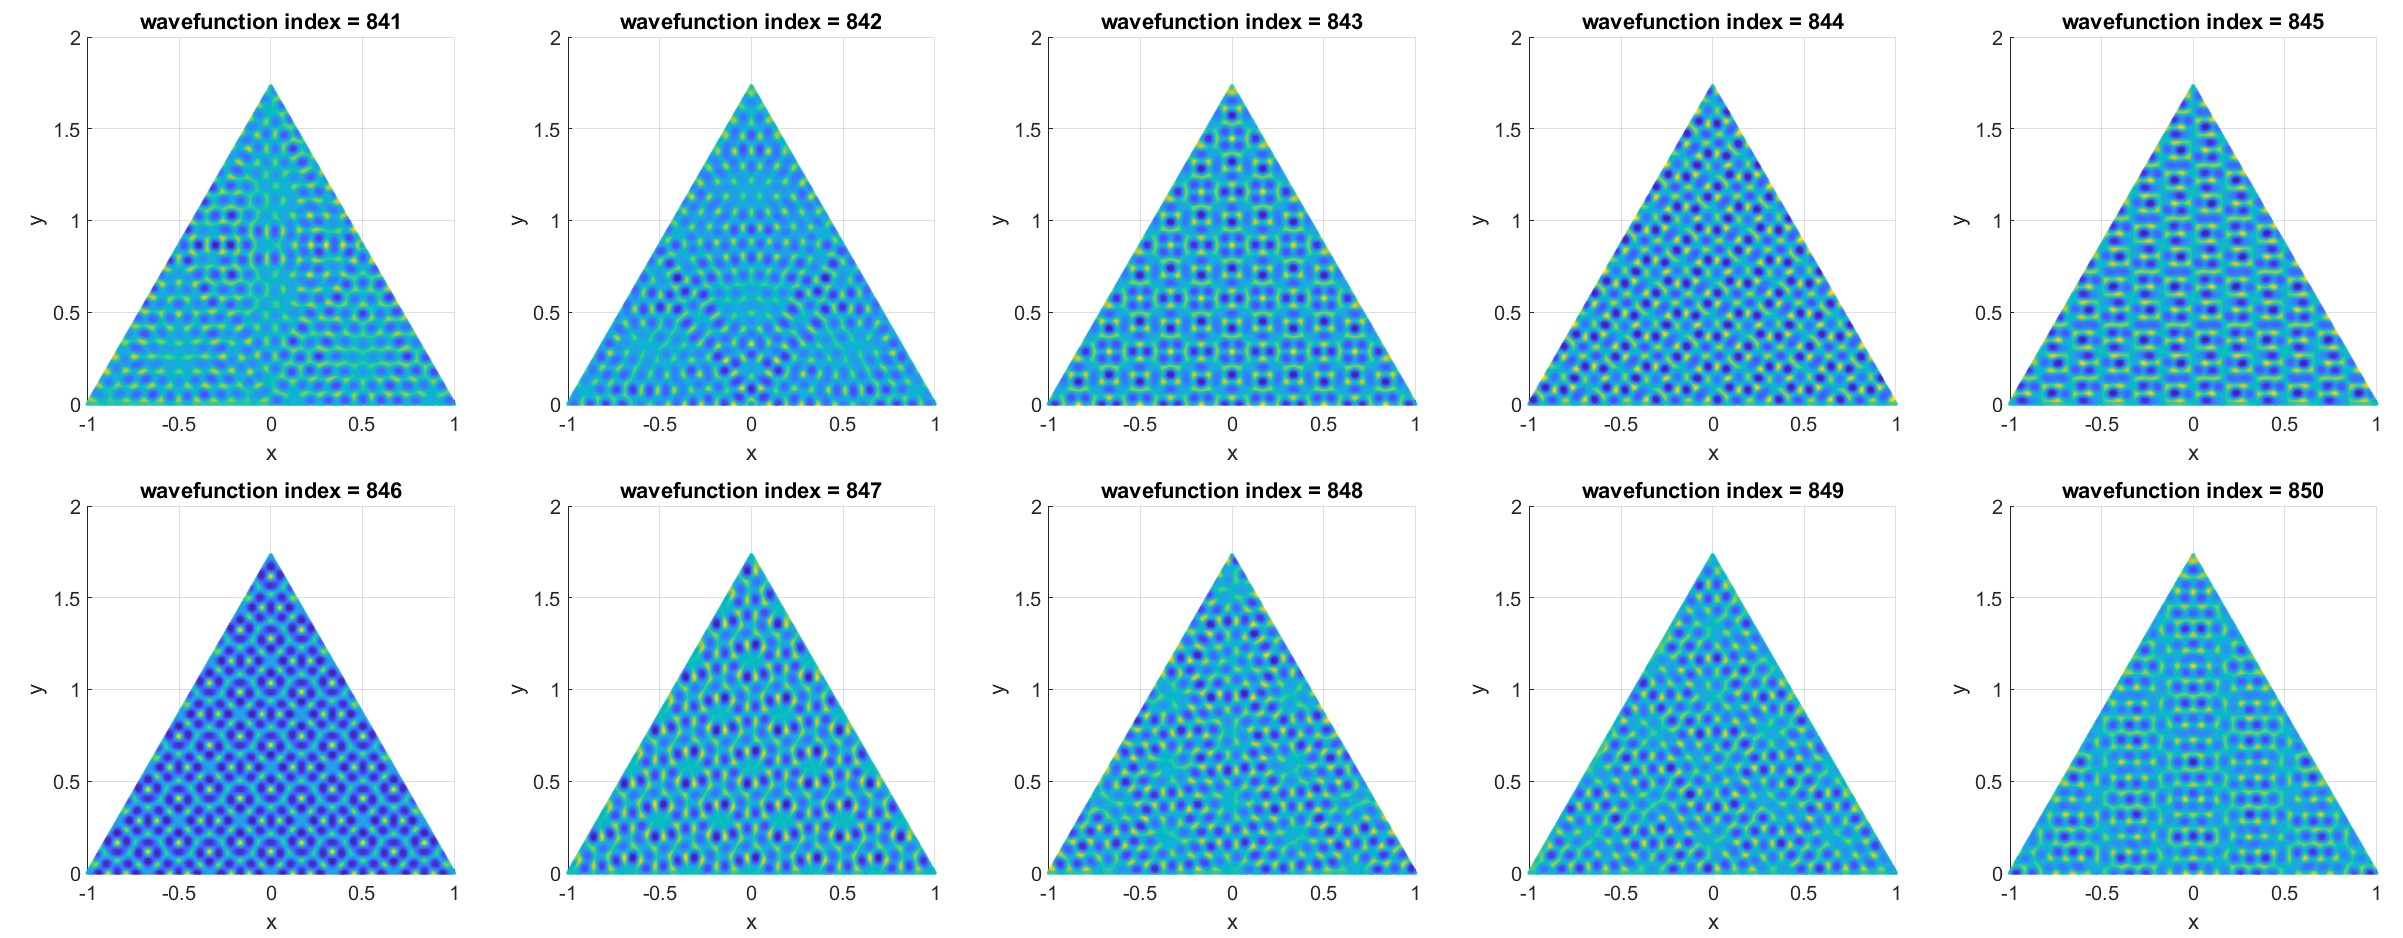 wavefunction index = 841
2
1.5
1
0.5
0
y
-1 -0.5 0 0.5 1
x
wavefunction index = 842
2
1.5
1
0.5
0
y
-1 -0.5 0 0.5 1
x
wavefunction index = 843
2
1.5
1
0.5
0
y
-1 -0.5 0 0.5 1
x
wavefunction index = 844
2
1.5
1
0.5
0
y
-1 -0.5 0 0.5 1
x
wavefunction index = 845
2
1.5
1
0.5
0
y
-1 -0.5 0 0.5 1
x
wavefunction index = 846
2
1.5
1
0.5
0
y
-1 -0.5 0 0.5 1
x
wavefunction index = 847
2
1.5
1
0.5
0
y
-1 -0.5 0 0.5 1
x
wavefunction index = 848
2
1.5
1
0.5
0
y
-1 -0.5 0 0.5 1
x
wavefunction index = 849
2
1.5
1
0.5
0
y
-1 -0.5 0 0.5 1
x
wavefunction index = 850
2
1.5
1
0.5
0
y
-1 -0.5 0 0.5 1
x